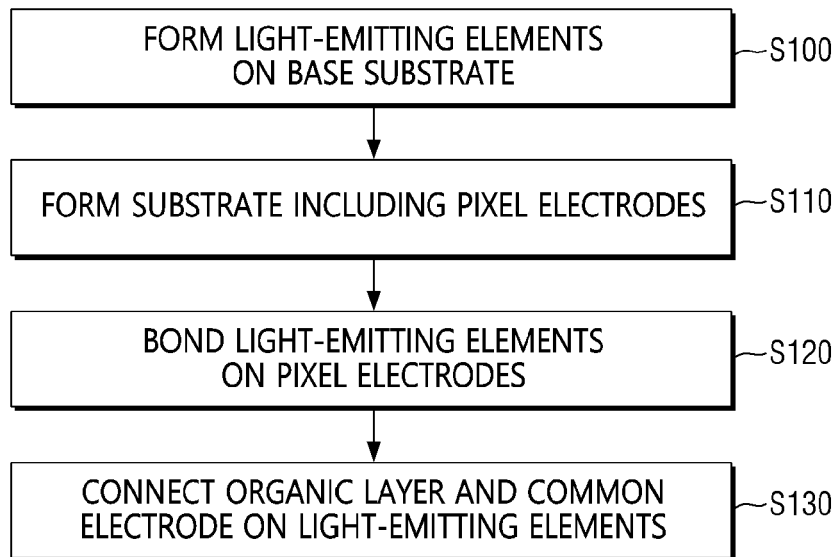 FORM LIGHT-EMITTING ELEMENTS
ON BASE SUBSTRATE
S100
FORM SUBSTRATE INCLUDING PIXEL ELECTRODES
S110
BOND LIGHT-EMITTING ELEMENTS
ON PIXEL ELECTRODES
S120
CONNECT ORGANIC LAYER AND COMMON
ELECTRODE ON LIGHT-EMITTING ELEMENTS
S130